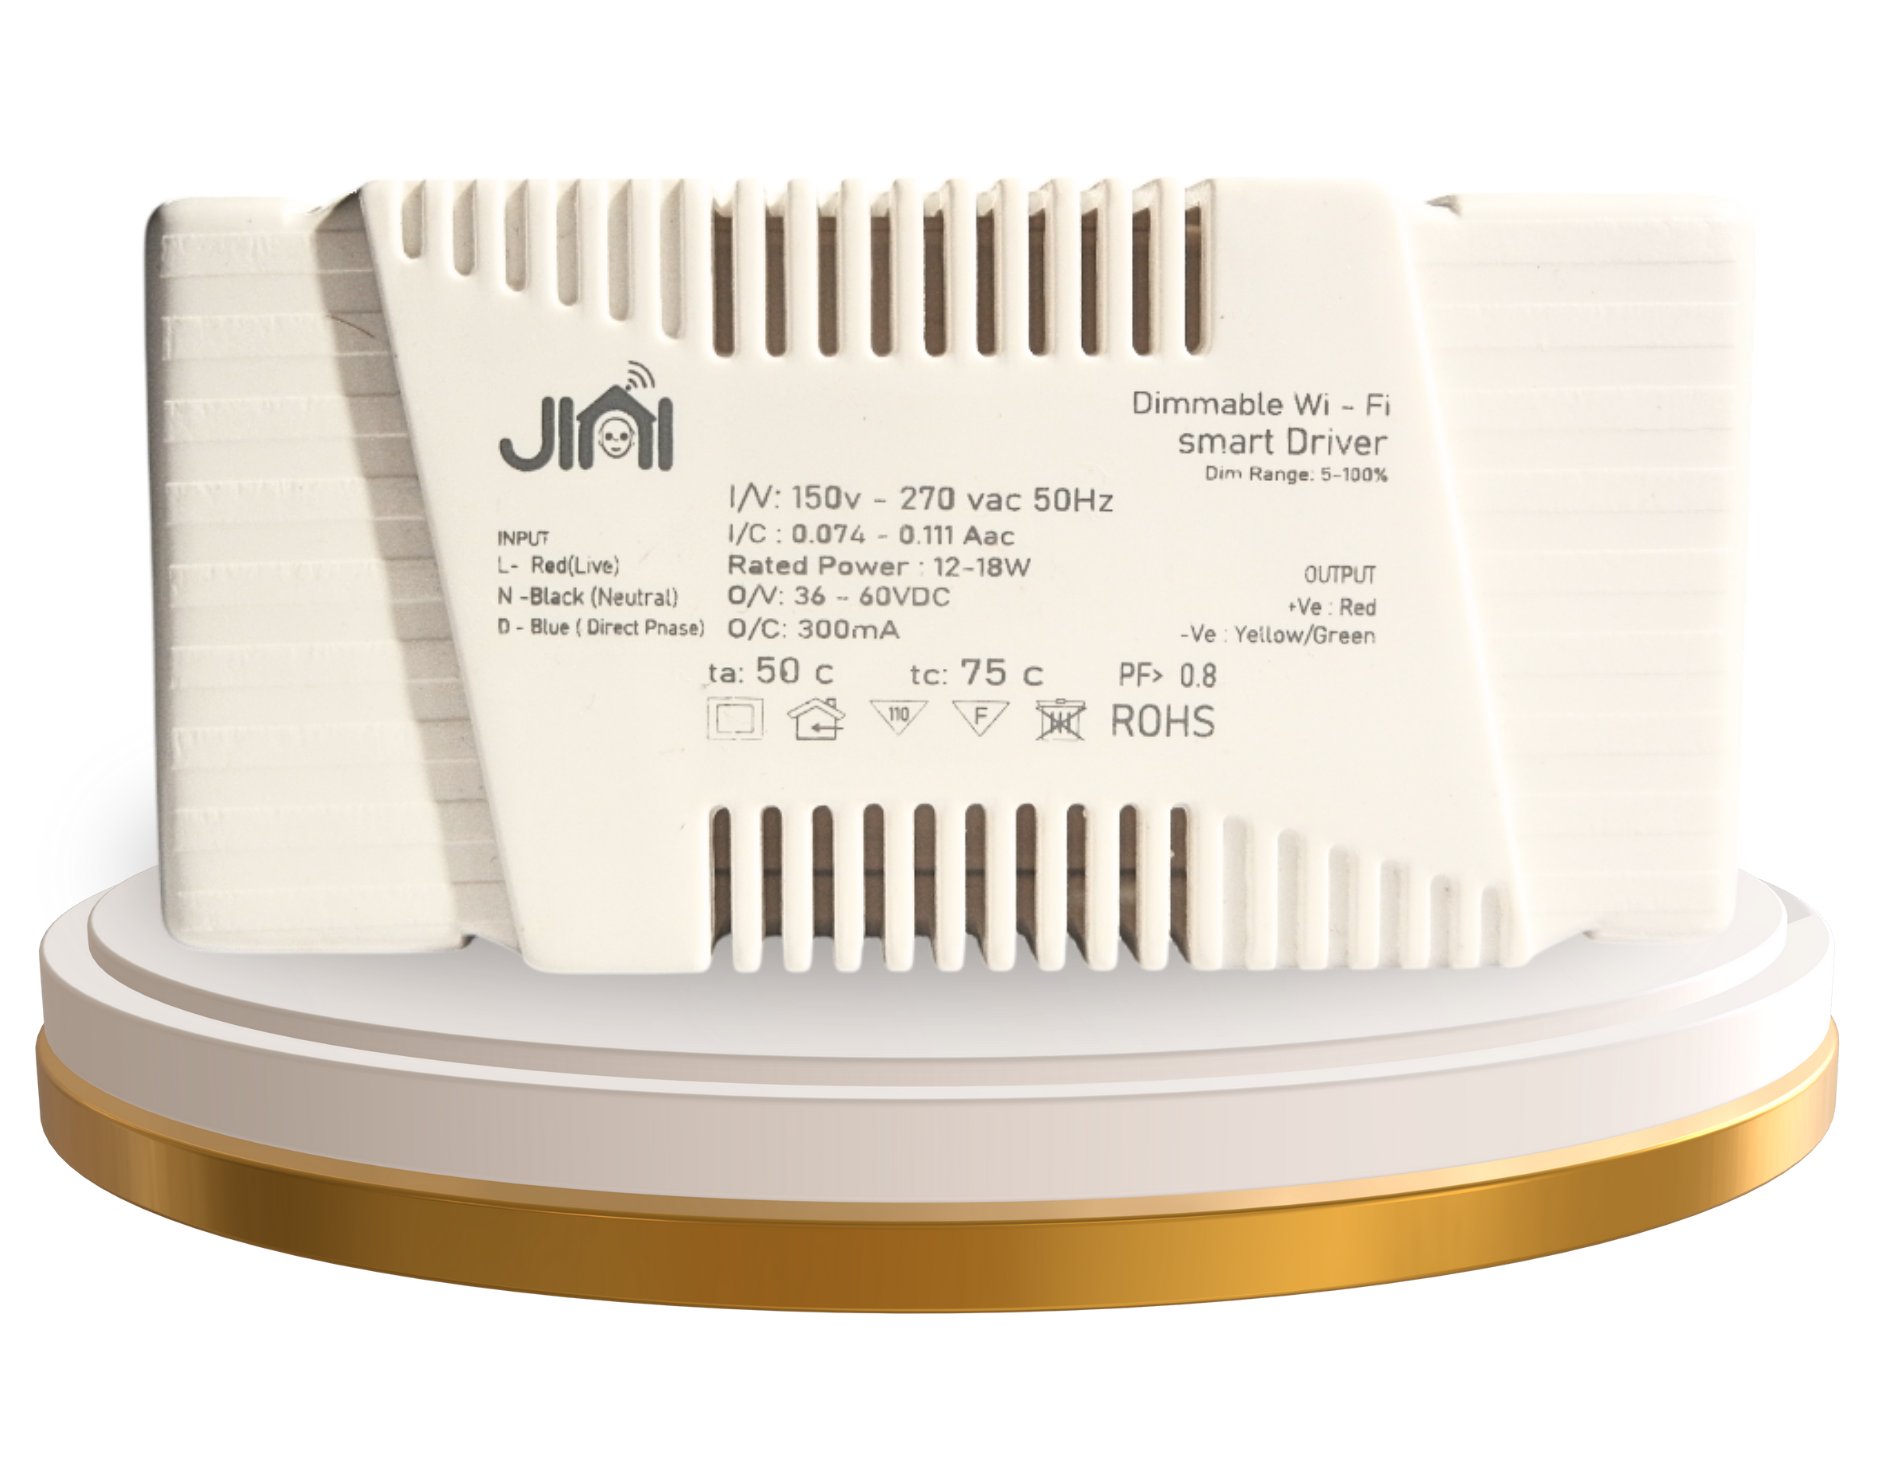 JINI
Dimmable Wi - Fi
smart Driver
Dim Range: 5-100%
I/V: 150v - 270 vac 50Hz
I/C : 0.074 - 0.111 Aac
Rated Power : 12-18W
O/V: 36 - 60VDC
O/C: 300mA
INPUT
L- Red(Live)
N -Black (Neutral)
D - Blue ( Direct Phase)
OUTPUT
+Ve : Red
-Ve : Yellow/Green
ta: 50 c tc: 75 c PF> 0.8
110 F ROHS